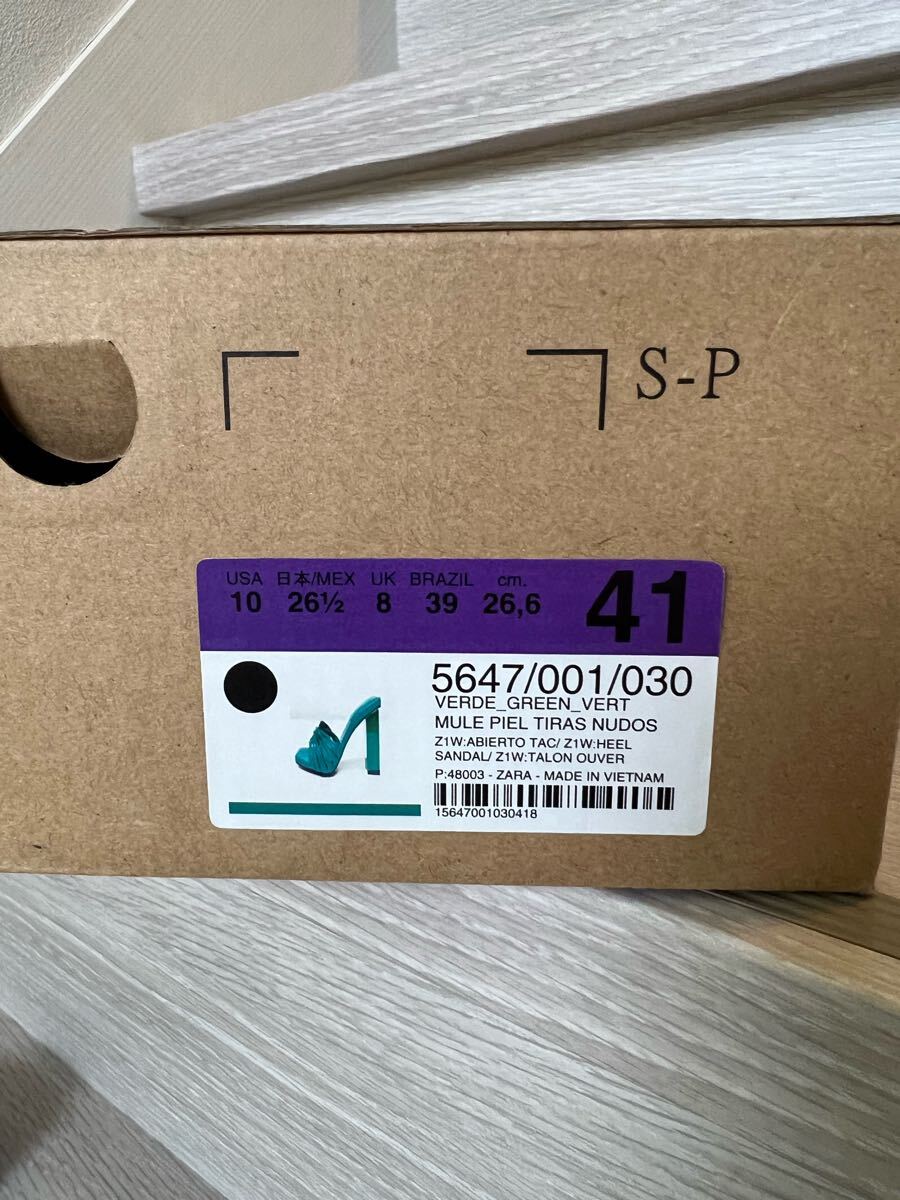 S-P
USA 日本/MEX UK BRAZIL cm.
10 26½ 8 39 26,6
41
5647/001/030
VERDE_GREEN_VERT
MULE PIEL TIRAS NUDOS
Z1W:ABIERTO TAC/ Z1W:HEEL
SANDAL/ Z1W:TALON OUVER
P:48003 - ZARA - MADE IN VIETNAM
15647001030418